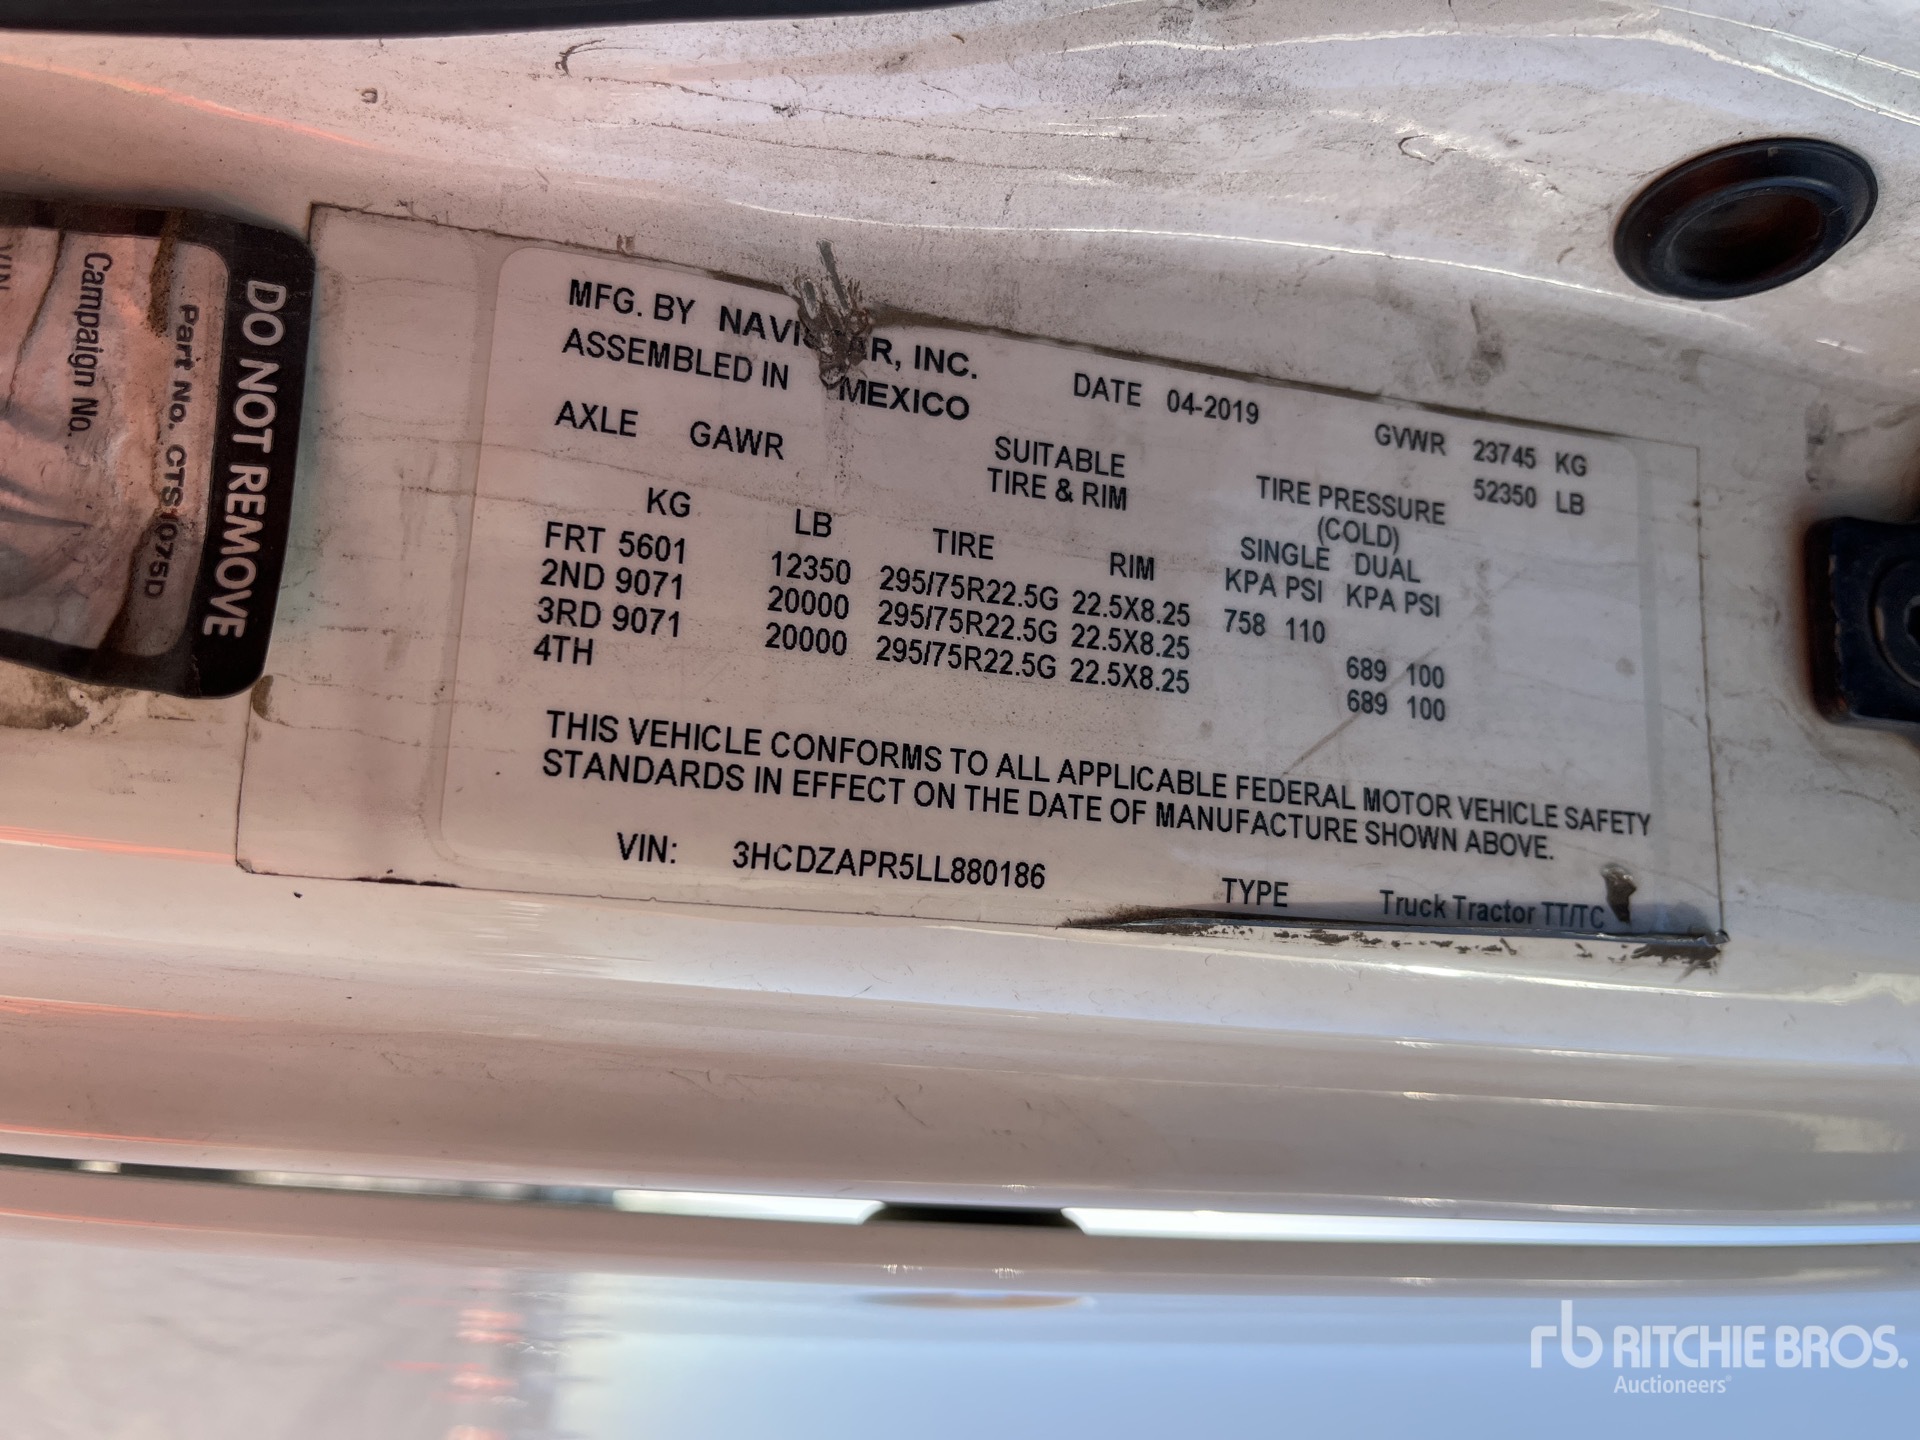 MFG. BY NAVISTAR, INC.
ASSEMBLED IN MEXICO
DATE 04-2019
GVWR 23745 KG
52350 LB
AXLE GAWR
SUITABLE
TIRE & RIM
TIRE PRESSURE
(COLD)
KG LB TIRE RIM SINGLE DUAL
KPA PSI KPA PSI
FRT 5601 12350 295/75R22.5G 22.5X8.25 758 110
2ND 9071 20000 295/75R22.5G 22.5X8.25 689 100
3RD 9071 20000 295/75R22.5G 22.5X8.25 689 100
4TH
THIS VEHICLE CONFORMS TO ALL APPLICABLE FEDERAL MOTOR VEHICLE SAFETY
STANDARDS IN EFFECT ON THE DATE OF MANUFACTURE SHOWN ABOVE.
VIN: 3HCDZAPR5LL880186 TYPE Truck Tractor TT/TC
DO NOT REMOVE
Part No. CTS1075D
Campaign No.
VIN
rb RITCHIE BROS.
Auctioneers